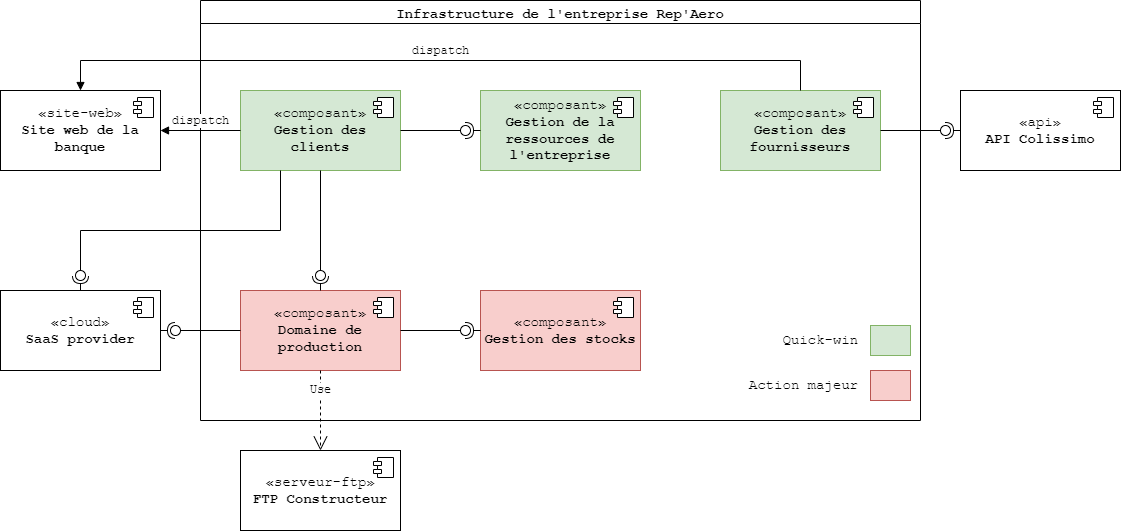 Infrastructure de l'entreprise Rep'Aero
dispatch
«site-web»
Site web de la
banque
dispatch
«composant»
Gestion des
clients
«composant»
Gestion de la
ressources de
l'entreprise
«composant»
Gestion des
fournisseurs
«api»
API Colissimo
«cloud»
SaaS provider
«composant»
Domaine de
production
«composant»
Gestion des stocks
Quick-win
Action majeur
Use
«serveur-ftp»
FTP Constructeur